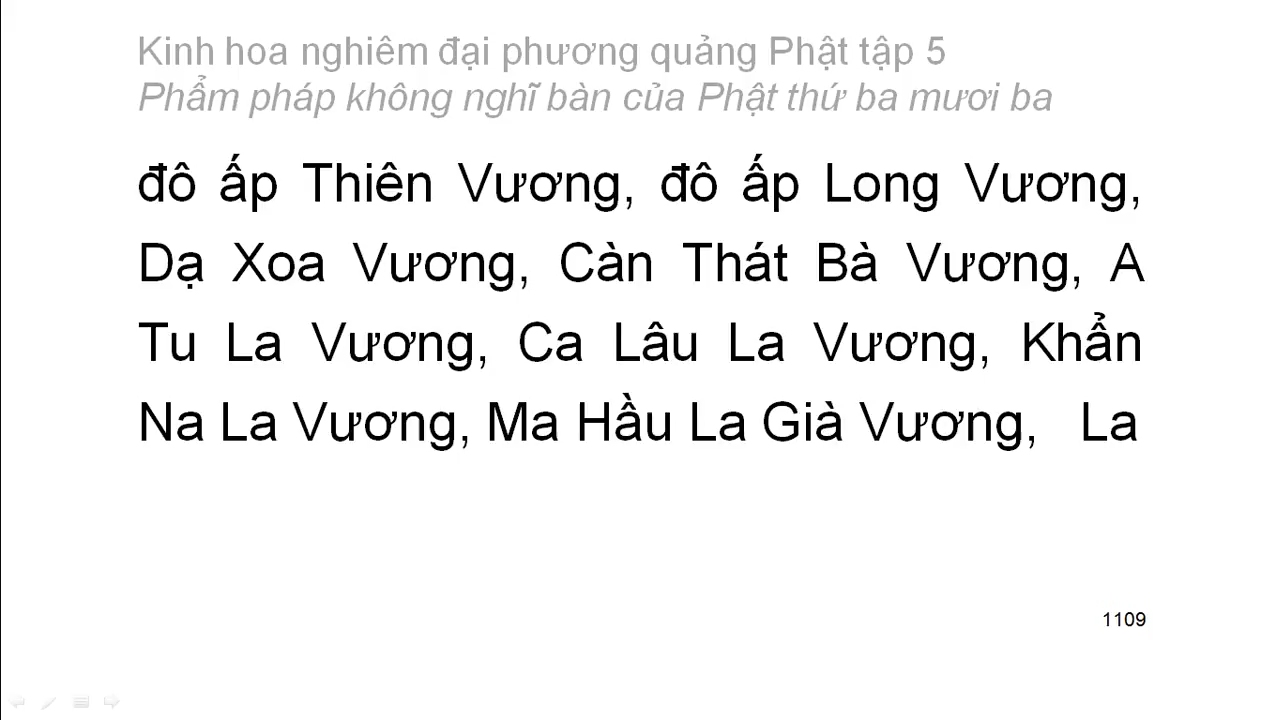 Kinh hoa nghiêm đại phương quảng Phật tập 5
Phẩm pháp không nghĩ bàn của Phật thứ ba mươi ba
đô ấp Thiên Vương, đô ấp Long Vương,
Dạ Xoa Vương, Càn Thát Bà Vương, A
Tu La Vương, Ca Lâu La Vương, Khẩn
Na La Vương, Ma Hầu La Già Vương, La
1109